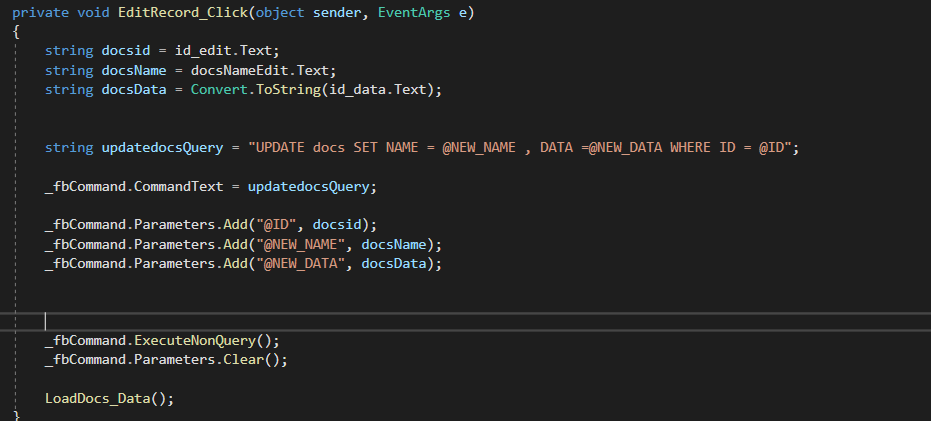 private void EditRecord_Click(object sender, EventArgs e)
{
string docsid = id_edit.Text;
string docsName = docsNameEdit.Text;
string docsData = Convert.ToString(id_data.Text);
string updatedocsQuery = "UPDATE docs SET NAME = @NEW_NAME , DATA =@NEW_DATA WHERE ID = @ID";
_fbCommand.CommandText = updatedocsQuery;
_fbCommand.Parameters.Add("@ID", docsid);
_fbCommand.Parameters.Add("@NEW_NAME", docsName);
_fbCommand.Parameters.Add("@NEW_DATA", docsData);
_fbCommand.ExecuteNonQuery();
_fbCommand.Parameters.Clear();
LoadDocs_Data();
}